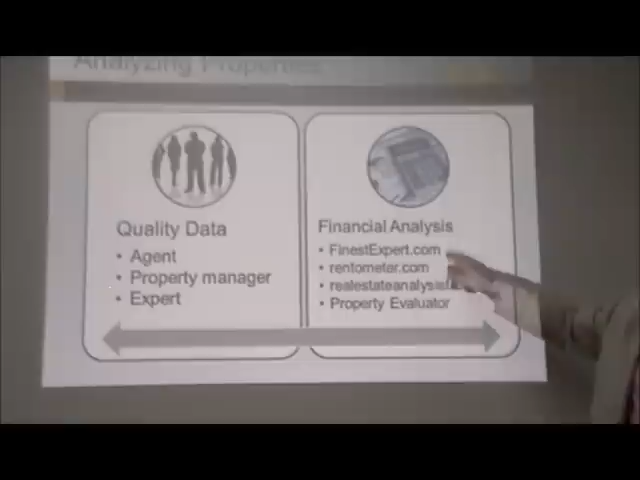 Analyzing Properties
Quality Data
• Agent
• Property manager
• Expert
Financial Analysis
• FinestExpert.com
• rentometer.com
• realestateanalysis
• Property Evaluator